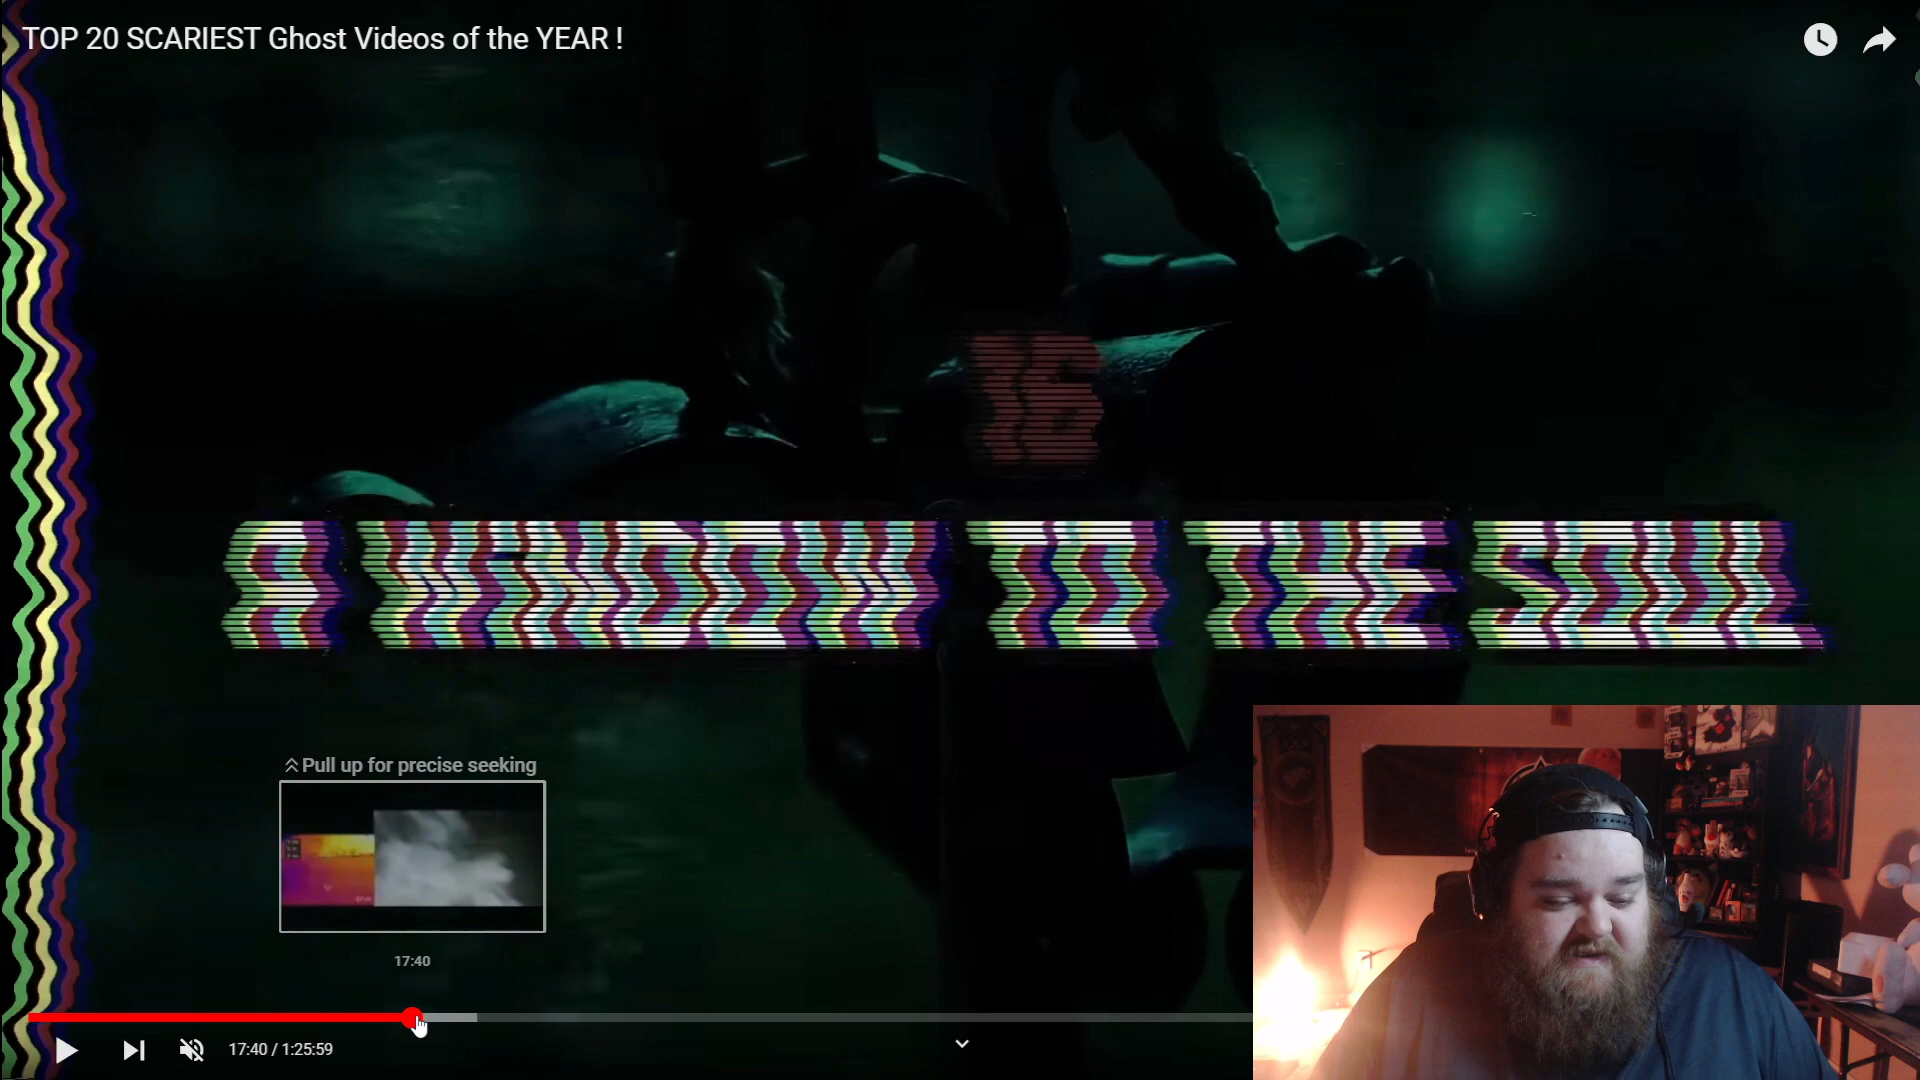 TOP 20 SCARIEST Ghost Videos of the YEAR !
16
A WINDOW TO THE SOUL
Pull up for precise seeking
17:40
17:40 / 1:25:59